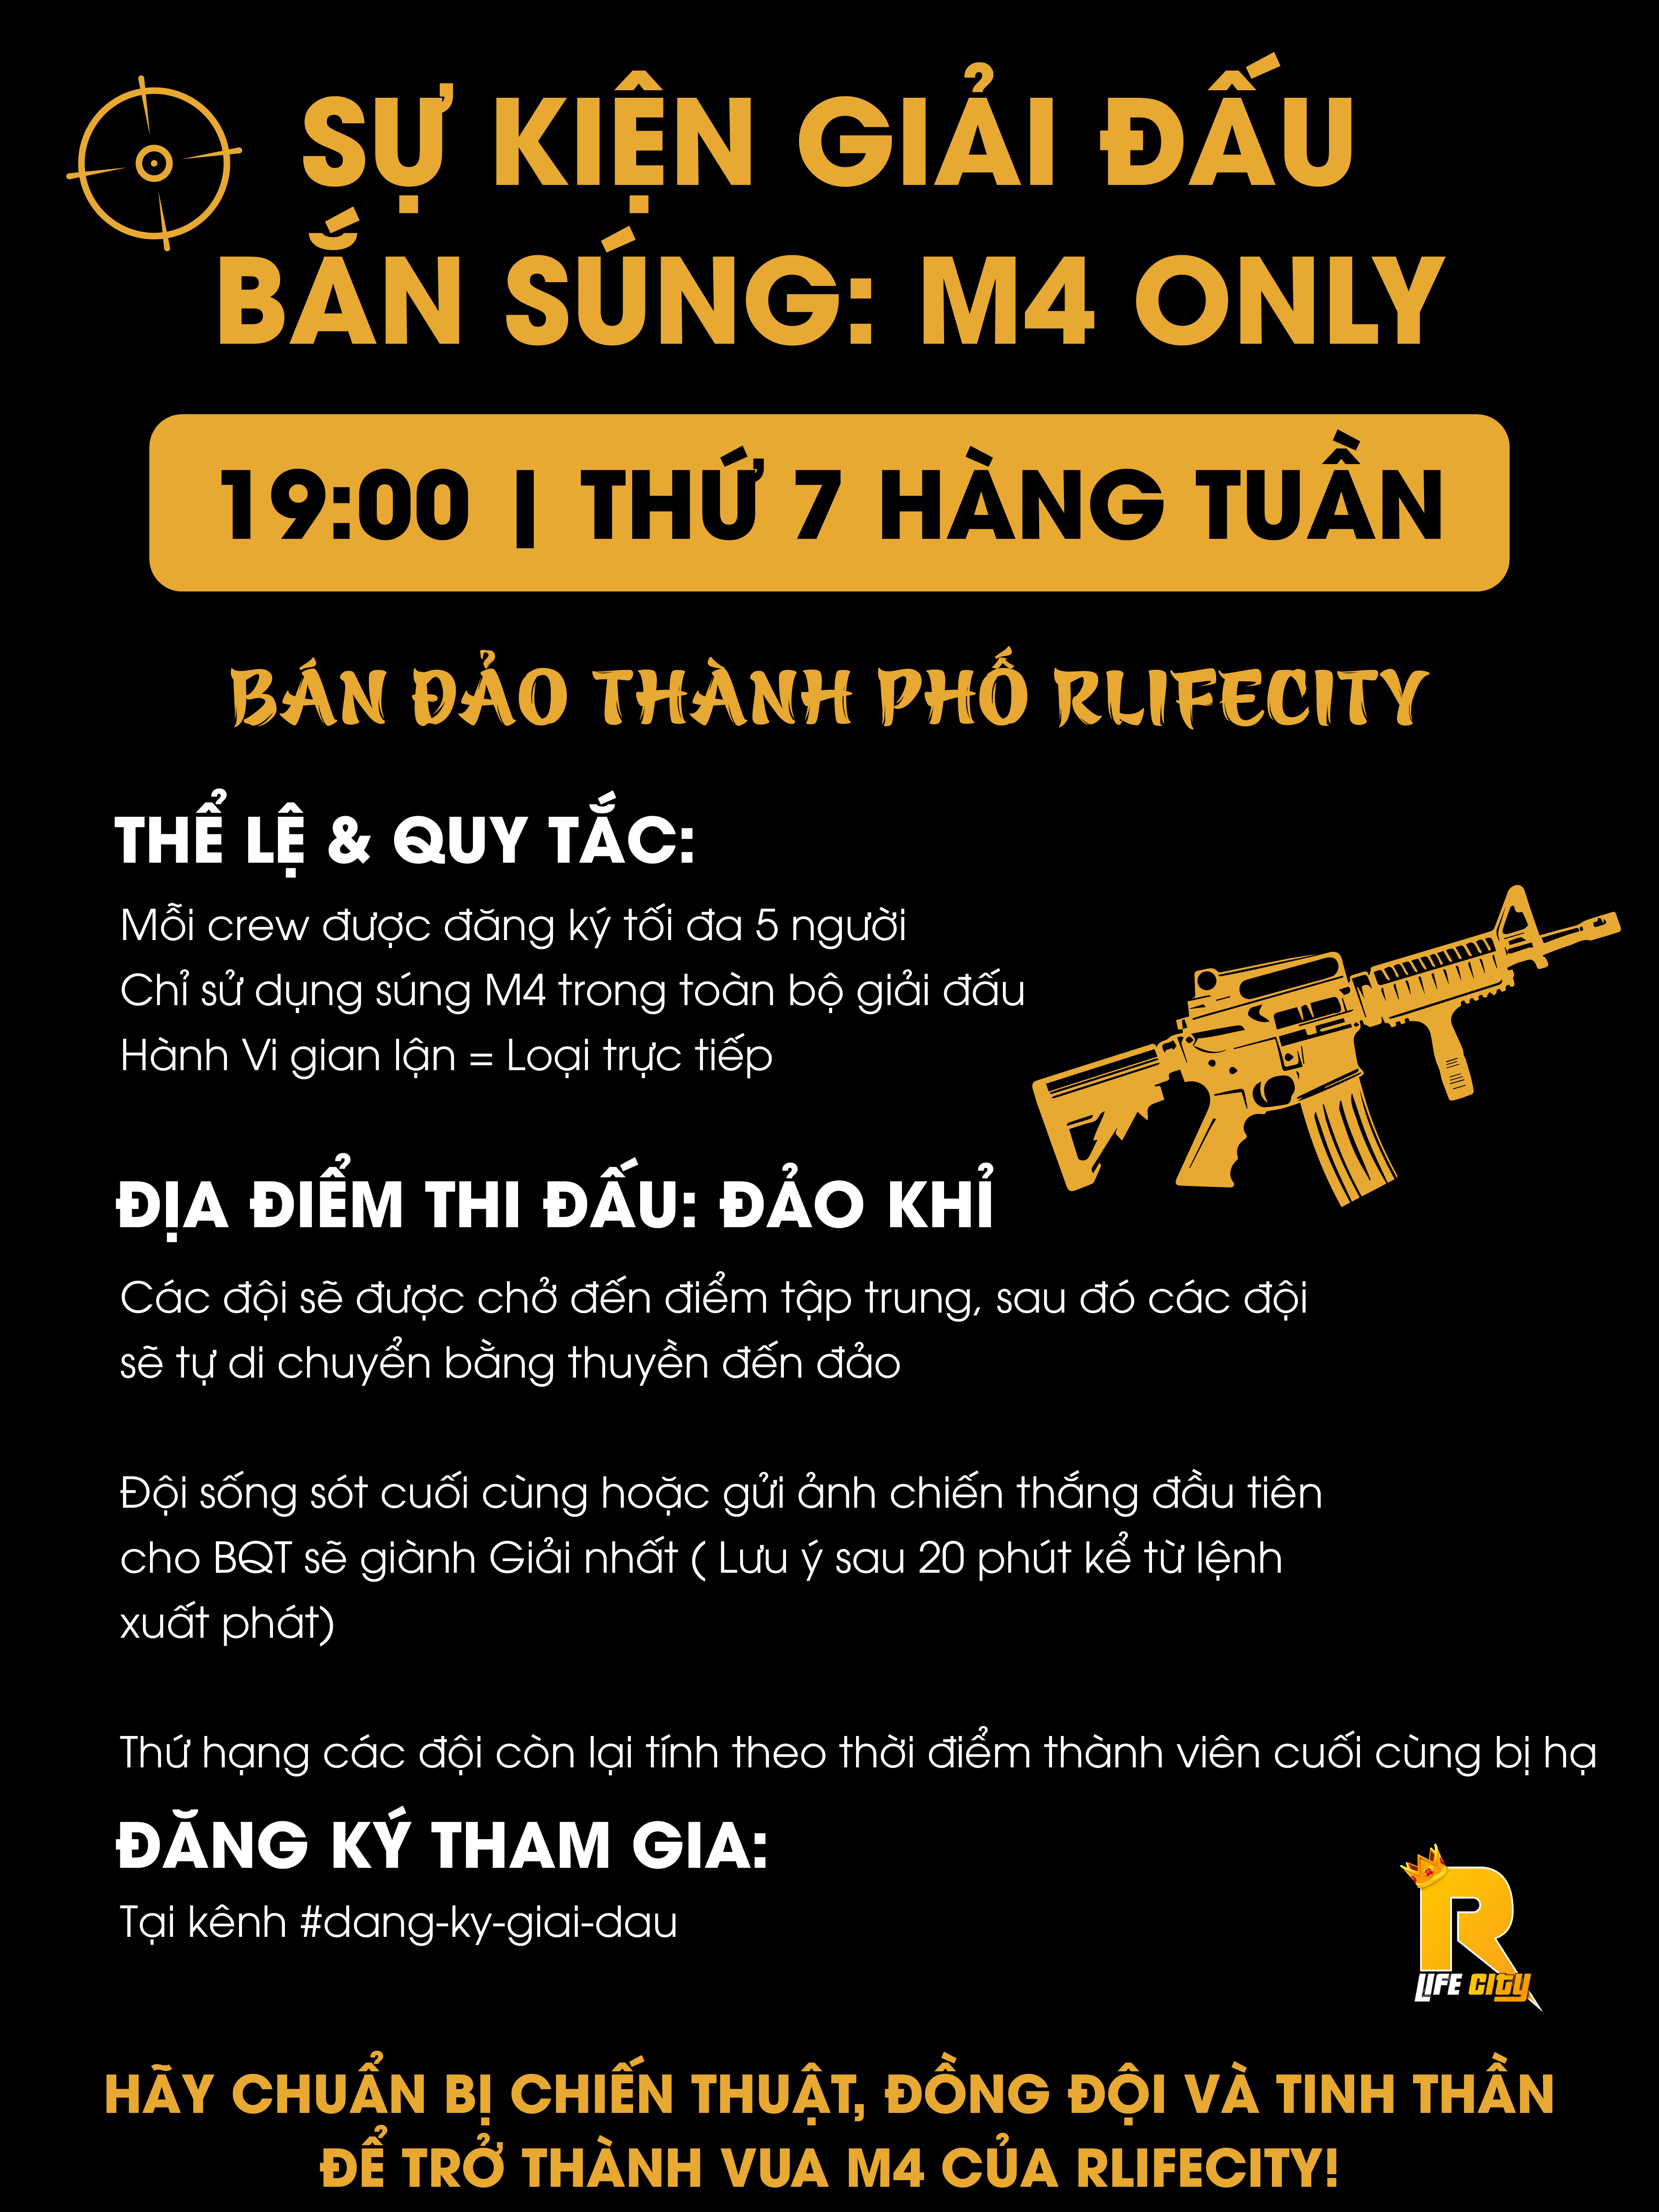 SỰ KIỆN GIẢI ĐẤU
BẮN SÚNG: M4 ONLY
19:00 | THỨ 7 HÀNG TUẦN
BÁN ĐẢO THÀNH PHỐ RLIFECITY
THỂ LỆ & QUY TẮC:
Mỗi crew được đăng ký tối đa 5 người
Chỉ sử dụng súng M4 trong toàn bộ giải đấu
Hành Vi gian lận = Loại trực tiếp
ĐỊA ĐIỂM THI ĐẤU: ĐẢO KHỈ
Các đội sẽ được chở đến điểm tập trung, sau đó các đội
sẽ tự di chuyển bằng thuyền đến đảo
Đội sống sót cuối cùng hoặc gửi ảnh chiến thắng đầu tiên
cho BQT sẽ giành Giải nhất ( Lưu ý sau 20 phút kể từ lệnh
xuất phát)
Thứ hạng các đội còn lại tính theo thời điểm thành viên cuối cùng bị hạ
ĐĂNG KÝ THAM GIA:
Tại kênh #dang-ky-giai-dau
R
LIFE CITY
HÃY CHUẨN BỊ CHIẾN THUẬT, ĐỒNG ĐỘI VÀ TINH THẦN
ĐỂ TRỞ THÀNH VUA M4 CỦA RLIFECITY!